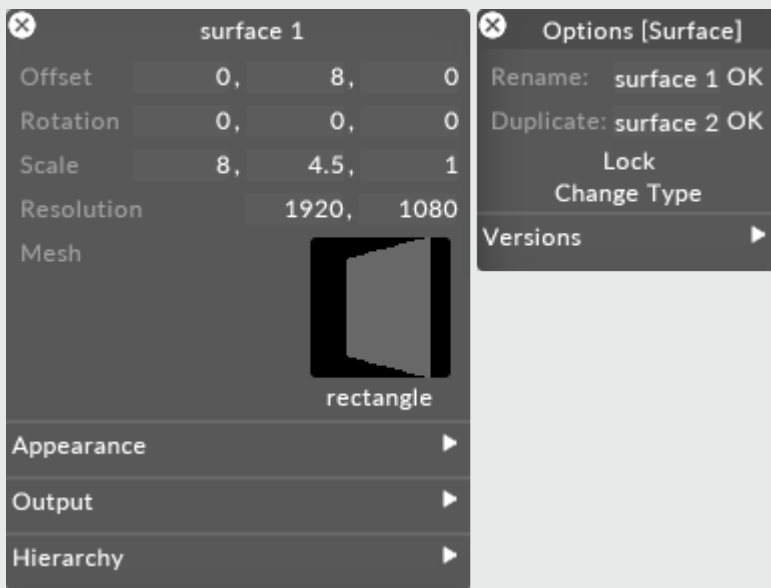 surface 1
Offset 0, 8, 0
Rotation 0, 0, 0
Scale 8, 4.5, 1
Resolution 1920, 1080
Mesh
rectangle
Appearance
Output
Hierarchy
Options [Surface]
Rename: surface 1 OK
Duplicate: surface 2 OK
Lock
Change Type
Versions